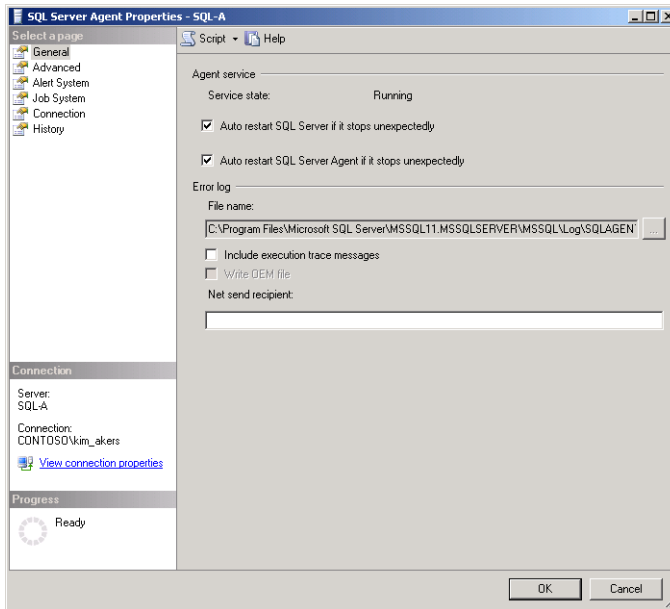 SQL Server Agent Properties - SQL-A
Select a page
General
Advanced
Alert System
Job System
Connection
History
Script
Help
Agent service
Service state: Running
Auto restart SQL Server if it stops unexpectedly
Auto restart SQL Server Agent if it stops unexpectedly
Error log
File name:
C:\Program Files\Microsoft SQL Server\MSSQL11.MSSQLSERVER\MSSQL\Log\SQLAGENT
...
Include execution trace messages
Write OEM file
Net send recipient:
Connection
Server:
SQL-A
Connection:
CONTOSO\kim_akers
View connection properties
Progress
Ready
OK
Cancel